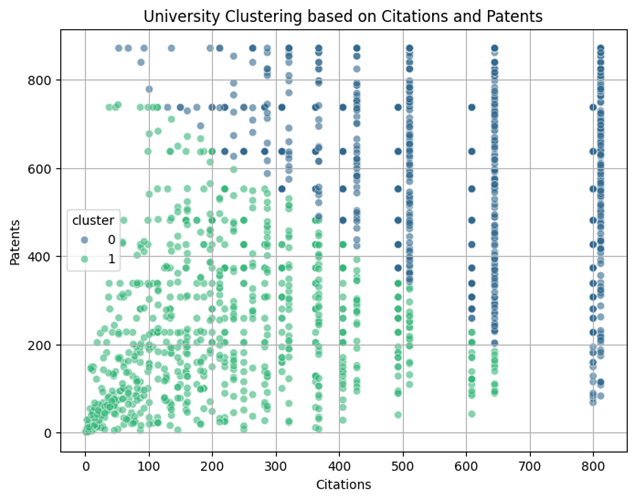 University Clustering based on Citations and Patents
800
600
400
200
0
Patents
cluster
0
1
0 100 200 300 400 500 600 700 800
Citations